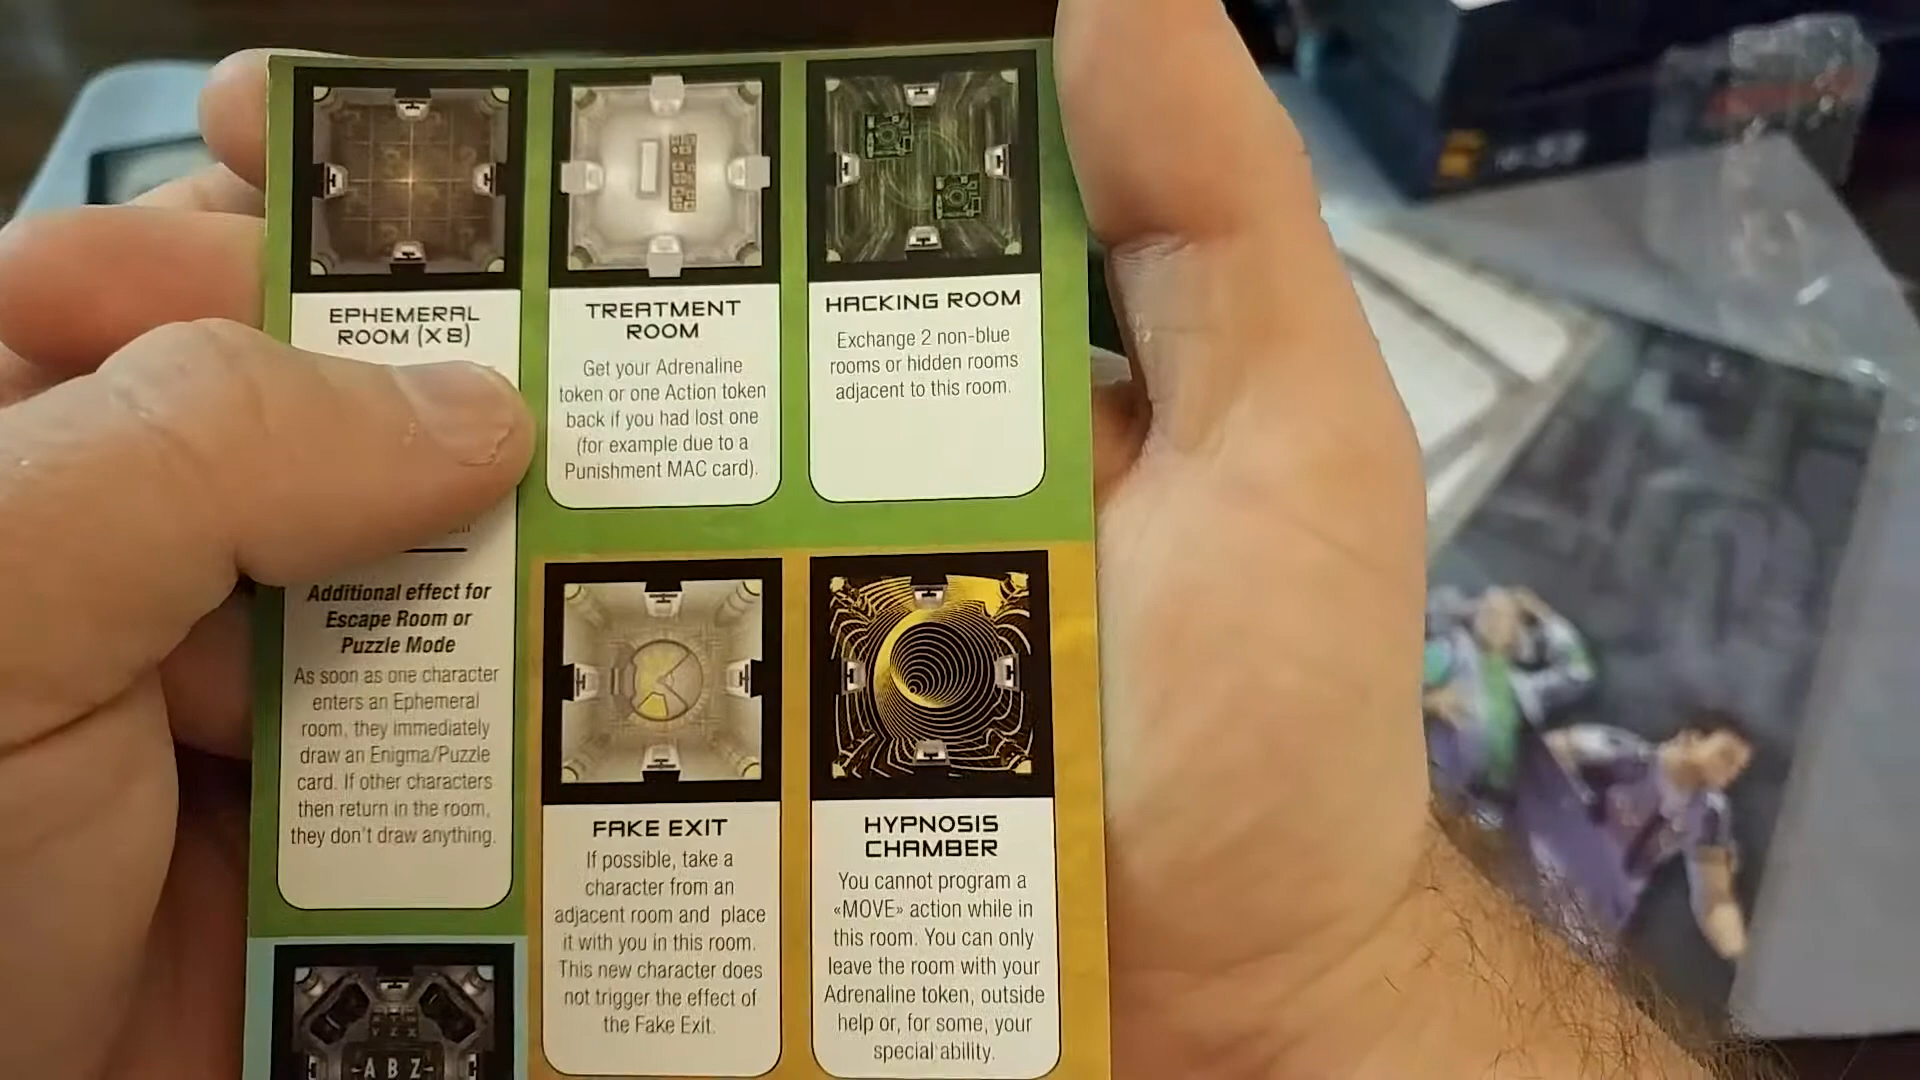 EPHEMERAL
ROOM (X 8)
Additional effect for
Escape Room or
Puzzle Mode
As soon as one character
enters an Ephemeral
room, they immediately
draw an Enigma/Puzzle
card. If other characters
then return in the room,
they don't draw anything.
TREATMENT
ROOM
Get your Adrenaline
token or one Action token
back if you had lost one
(for example due to a
Punishment MAC card).
HACKING ROOM
Exchange 2 non-blue
rooms or hidden rooms
adjacent to this room.
FAKE EXIT
If possible, take a
character from an
adjacent room and place
it with you in this room.
This new character does
not trigger the effect of
the Fake Exit.
HYPNOSIS
CHAMBER
You cannot program a
«MOVE» action while in
this room. You can only
leave the room with your
Adrenaline token, outside
help or, for some, your
special ability.
-A B Z-